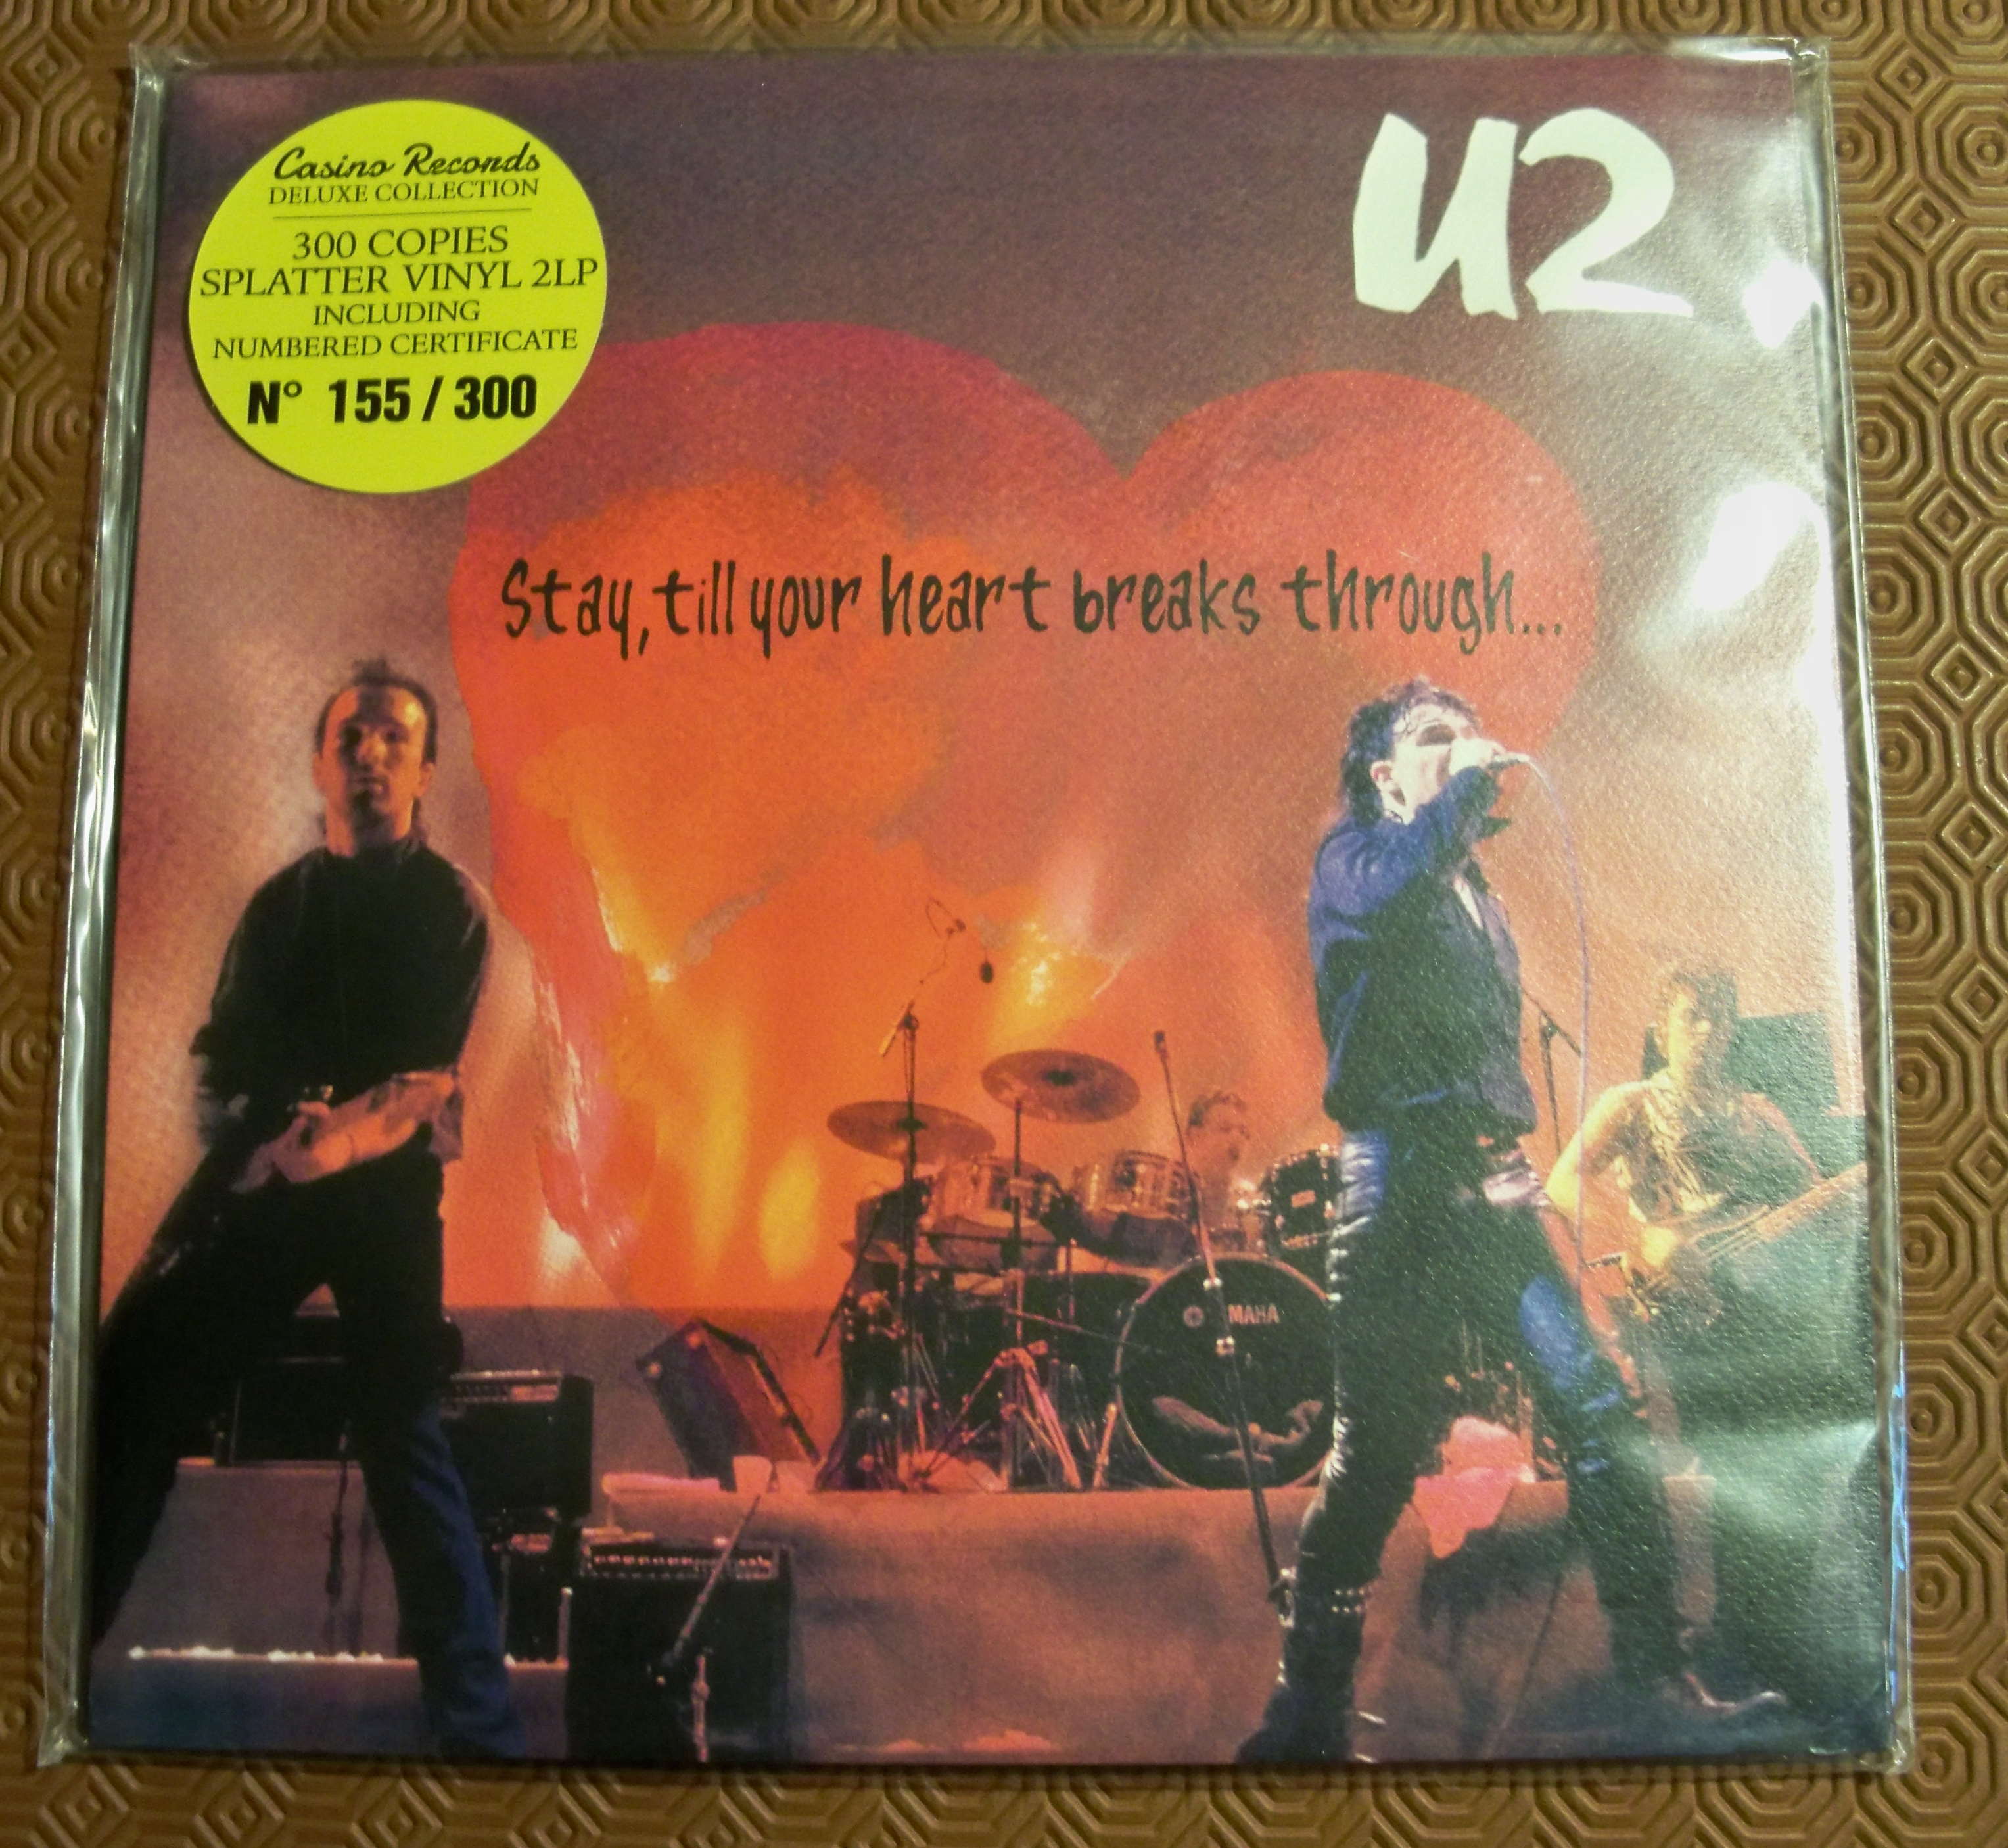 Casino Records
DELUXE COLLECTION
300 COPIES
SPLATTER VINYL 2LP
INCLUDING
NUMBERED CERTIFICATE
N° 155 / 300
U2
Stay, till your heart breaks through...
MAHA